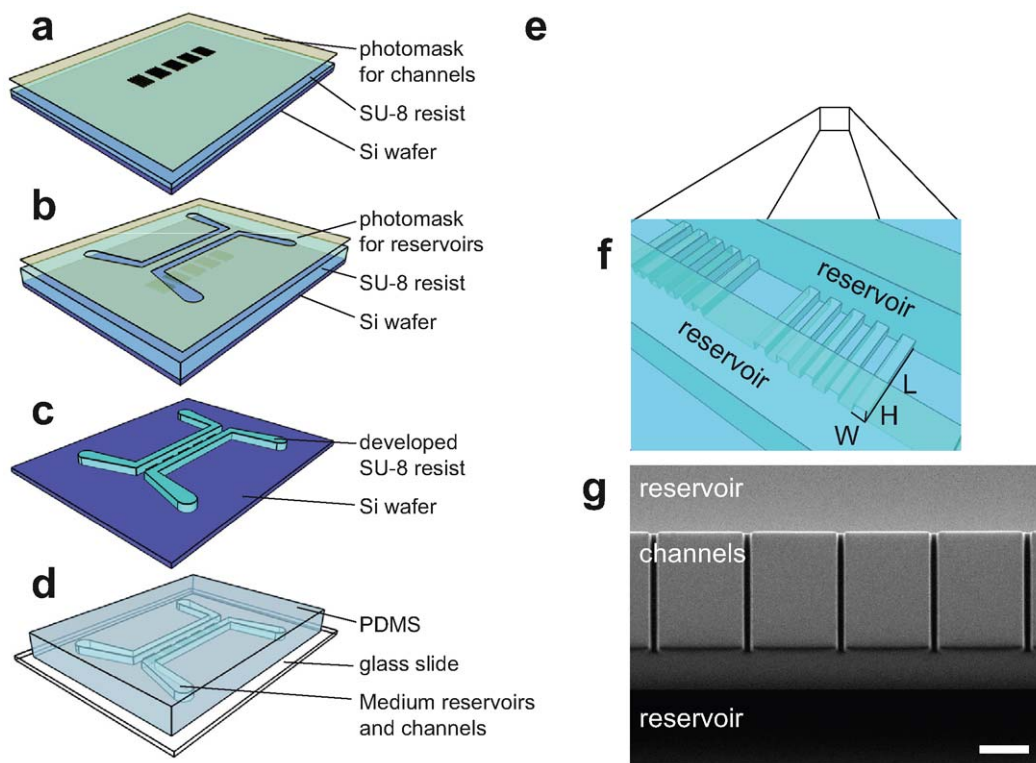 a
photomask
for channels
SU-8 resist
Si wafer
b
photomask
for reservoirs
SU-8 resist
Si wafer
c
developed
SU-8 resist
Si wafer
d
PDMS
glass slide
Medium reservoirs
and channels
e
f
reservoir
reservoir
L
H
W
g
reservoir
channels
reservoir